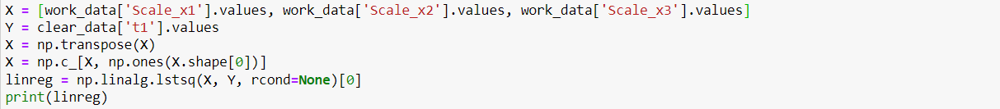 X = [work_data['Scale_x1'].values, work_data['Scale_x2'].values, work_data['Scale_x3'].values]
Y = clear_data['t1'].values
X = np.transpose(X)
X = np.c_[X, np.ones(X.shape[0])]
linreg = np.linalg.lstsq(X, Y, rcond=None)[0]
print(linreg)